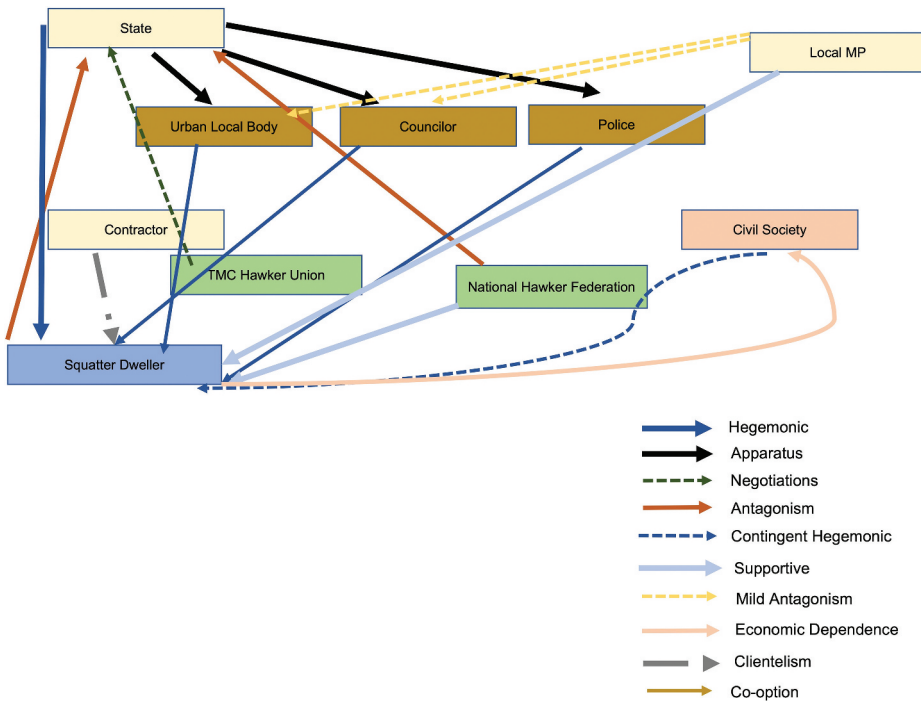 State
Local MP
Urban Local Body
Councilor
Police
Contractor
Civil Society
TMC Hawker Union
National Hawker Federation
Squatter Dweller
Hegemonic
Apparatus
Negotiations
Antagonism
Contingent Hegemonic
Supportive
Mild Antagonism
Economic Dependence
Clientelism
Co-option